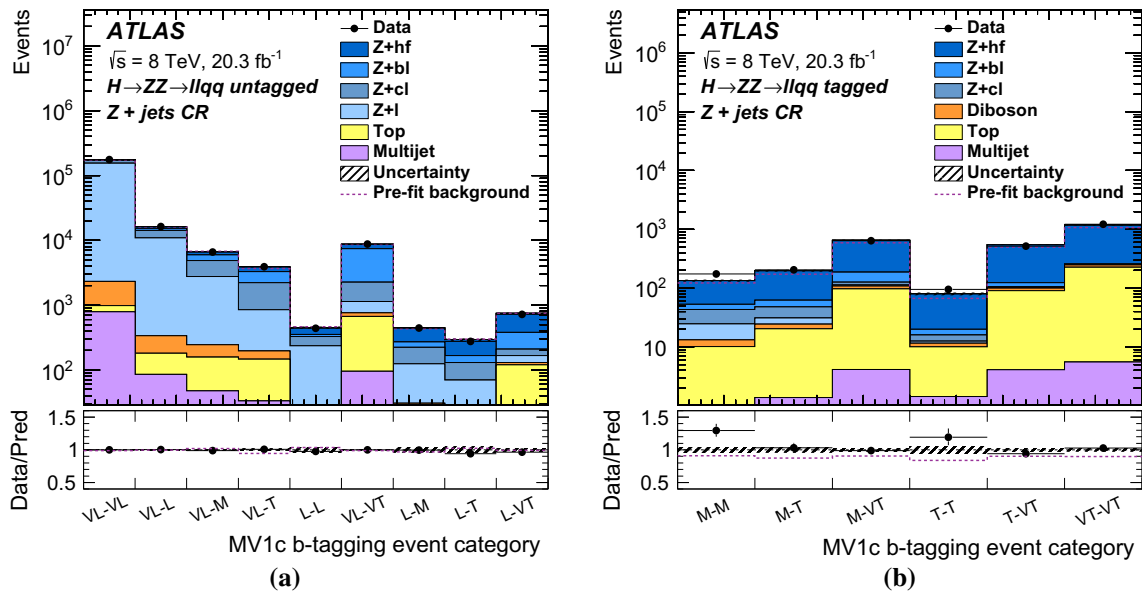 ATLAS
√s = 8 TeV, 20.3 fb⁻¹
H→ZZ→llqq untagged
Z + jets CR
Data
Z+hf
Z+bl
Z+cl
Z+l
Top
Multijet
Uncertainty
Pre-fit background
Events
10⁷
10⁶
10⁵
10⁴
10³
10²
Data/Pred
1.5
1
0.5
VL-VL
VL-L
VL-M
VL-T
L-L
VL-VT
L-M
L-T
L-VT
MV1c b-tagging event category
(a)
ATLAS
√s = 8 TeV, 20.3 fb⁻¹
H→ZZ→llqq tagged
Z + jets CR
Data
Z+hf
Z+bl
Z+cl
Diboson
Top
Multijet
Uncertainty
Pre-fit background
Events
10⁶
10⁵
10⁴
10³
10²
10
Data/Pred
1.5
1
0.5
M-M
M-T
M-VT
T-T
T-VT
VT-VT
MV1c b-tagging event category
(b)